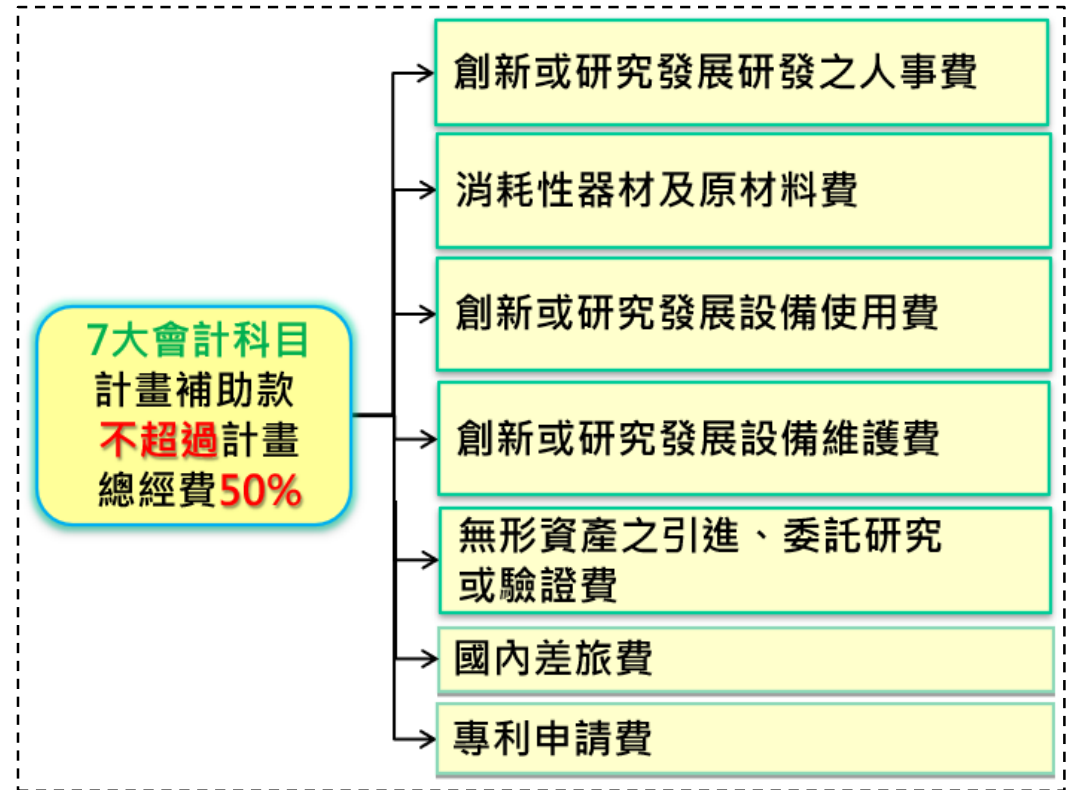 7大會計科目
計畫補助款
不超過計畫
總經費50%
創新或研究發展研發之人事費
消耗性器材及原材料費
創新或研究發展設備使用費
創新或研究發展設備維護費
無形資產之引進、委託研究
或驗證費
國內差旅費
專利申請費